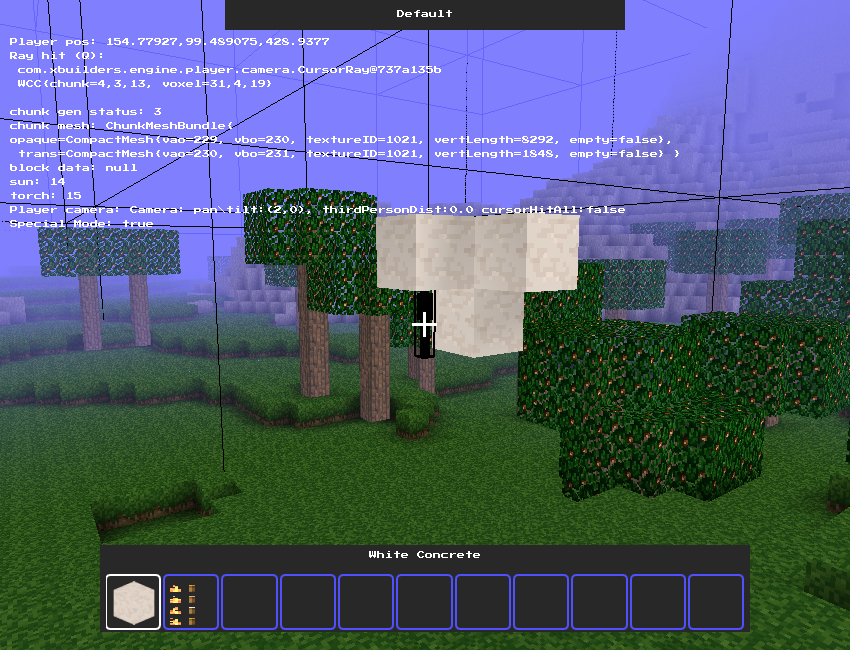 Default
Player pos: 154.77927,99.489075,428.9377
Ray hit (0):
com.xbuilders.engine.player.camera.CursorRay@737a135b
WCC{chunk=4,3,13, voxel=31,4,19}
chunk gen status: 3
chunk mesh: ChunkMeshBundle{
opaque=CompactMesh{vao=229, vbo=230, textureID=1021, vertLength=8292, empty=false},
trans=CompactMesh{vao=230, vbo=231, textureID=1021, vertLength=1848, empty=false} }
block data: null
sun: 14
torch: 15
Player camera: Camera: pan\tilt:(2,0), thirdPersonDist:0.0 cursorHitAll:false
Special Mode: true
White Concrete